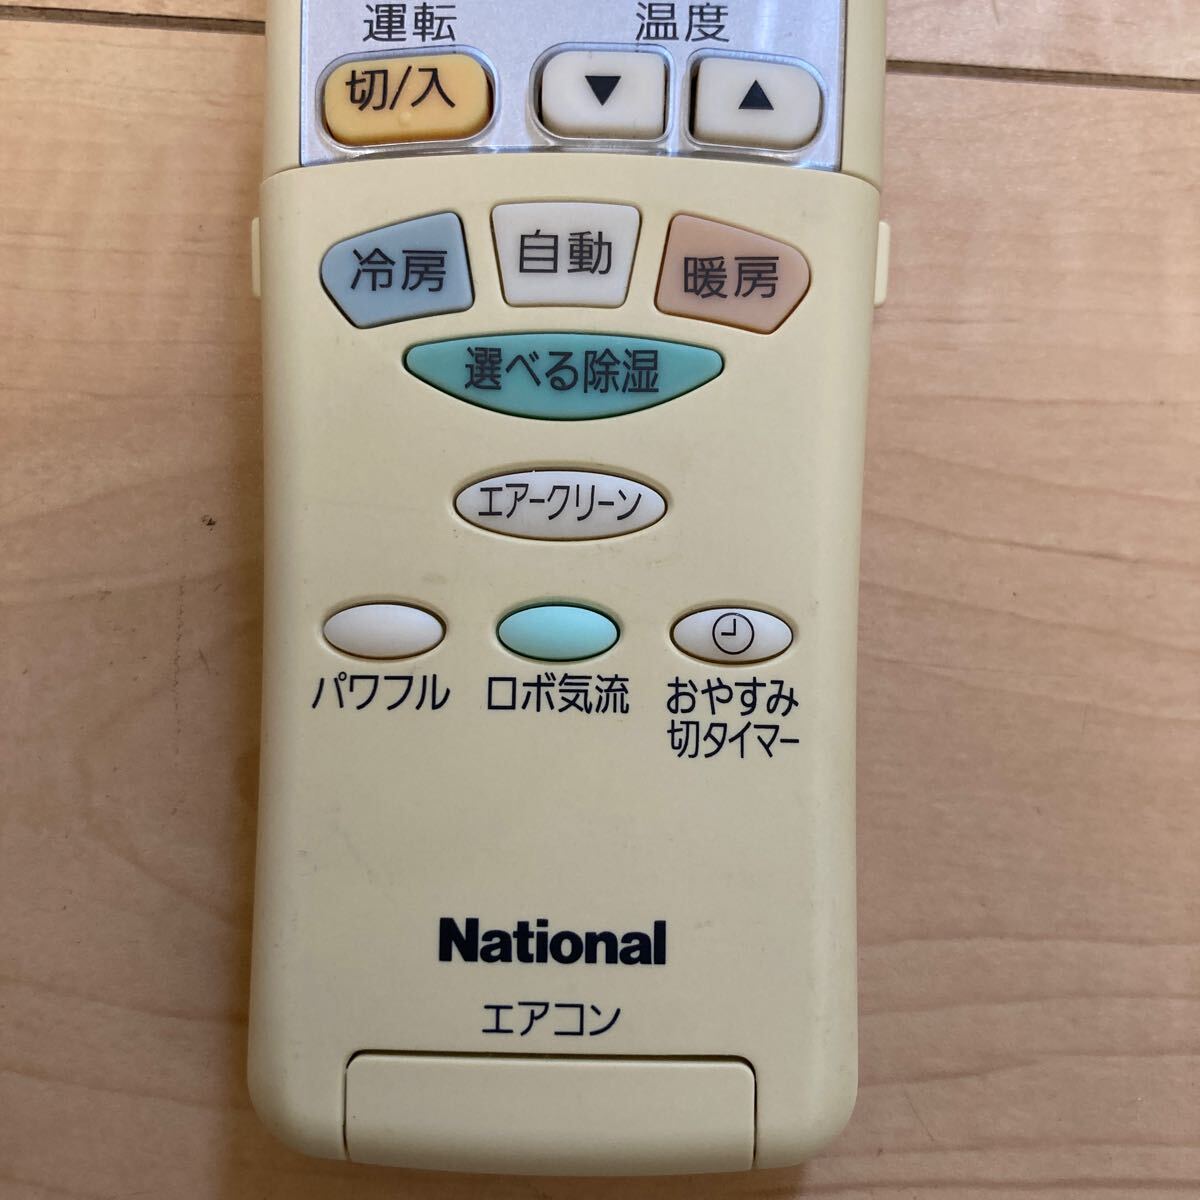 運転 温度
切/入 ▼ ▲
冷房 自動 暖房
選べる除湿
エアークリーン
パワフル ロボ気流 おやすみ
切タイマー
National
エアコン